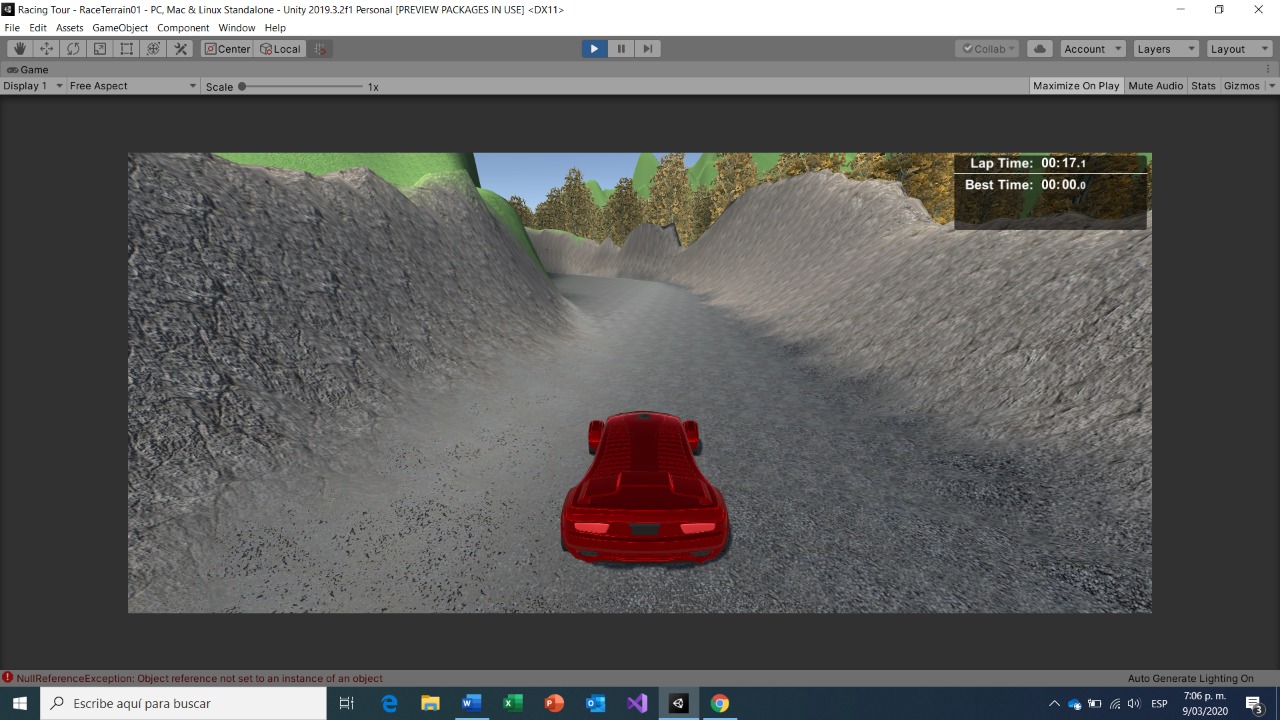 Racing Tour - RaceTerrain01 - PC, Mac & Linux Standalone - Unity 2019.3.2f1 Personal [PREVIEW PACKAGES IN USE] <DX11>
File Edit Assets GameObject Component Window Help
Center Local Collab Account Layers Layout
Game
Display 1 Free Aspect Scale 1x Maximize On Play Mute Audio Stats Gizmos
Lap Time: 00:17.1
Best Time: 00:00.0
NullReferenceException: Object reference not set to an instance of an object Auto Generate Lighting On
Escribe aquí para buscar ESP 7:06 p. m.
9/03/2020 3